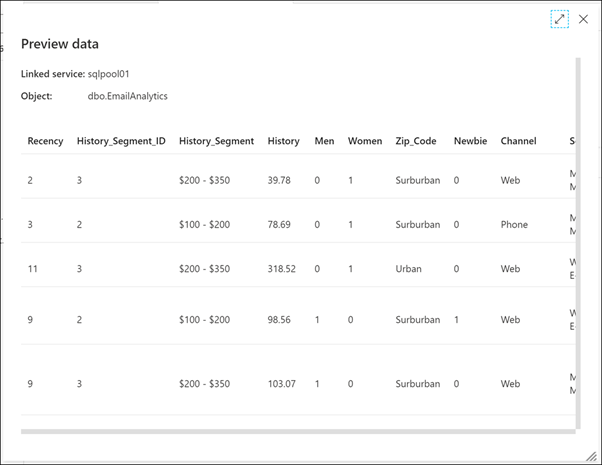 Preview data
Linked service: sqlpool01
Object: dbo.EmailAnalytics
Recency History_Segment_ID History_Segment History Men Women Zip_Code Newbie Channel
2 3 $200 - $350 39.78 0 1 Surburban 0 Web
3 2 $100 - $200 78.69 0 1 Surburban 0 Phone
11 3 $200 - $350 318.52 0 1 Urban 0 Web
9 2 $100 - $200 98.56 1 0 Surburban 1 Web
9 3 $200 - $350 103.07 1 0 Surburban 0 Web